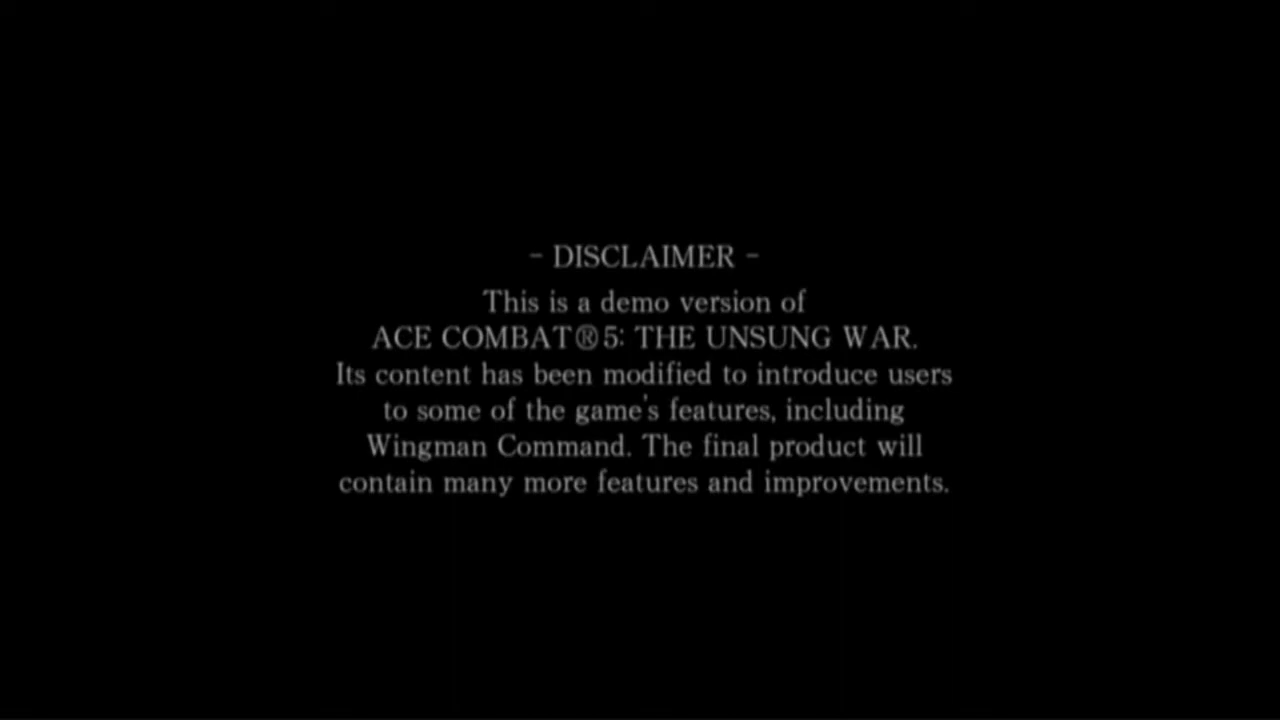 - DISCLAIMER -
This is a demo version of
ACE COMBAT®5: THE UNSUNG WAR.
Its content has been modified to introduce users
to some of the game's features, including
Wingman Command. The final product will
contain many more features and improvements.